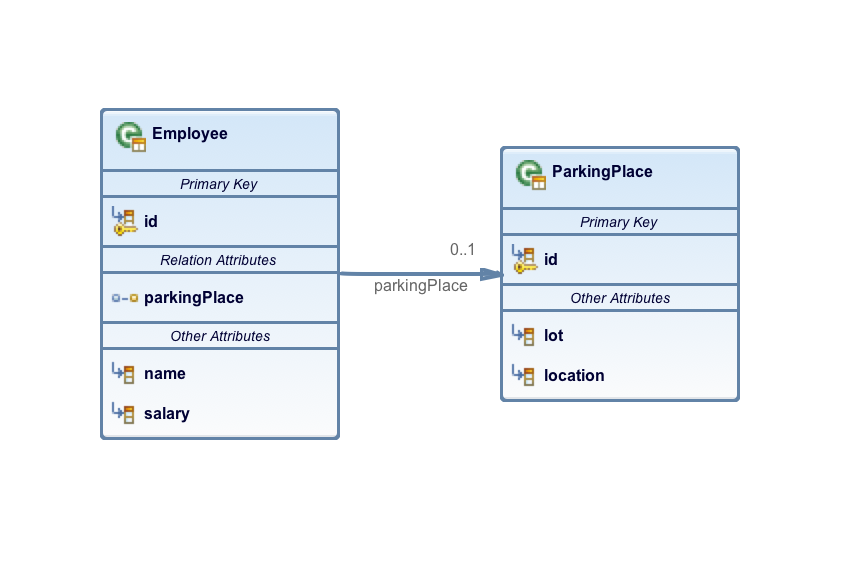 Employee
Primary Key
id
Relation Attributes
parkingPlace
Other Attributes
name
salary
0..1
parkingPlace
ParkingPlace
Primary Key
id
Other Attributes
lot
location